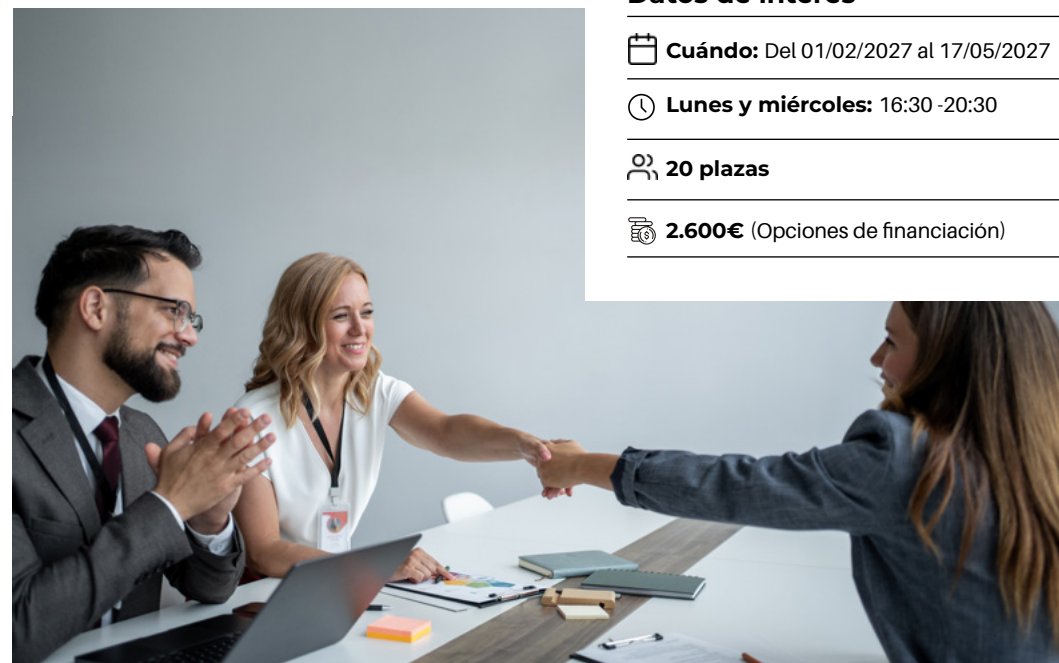 Datos de interés
Cuándo: Del 01/02/2027 al 17/05/2027
Lunes y miércoles: 16:30 -20:30
20 plazas
2.600€ (Opciones de financiación)